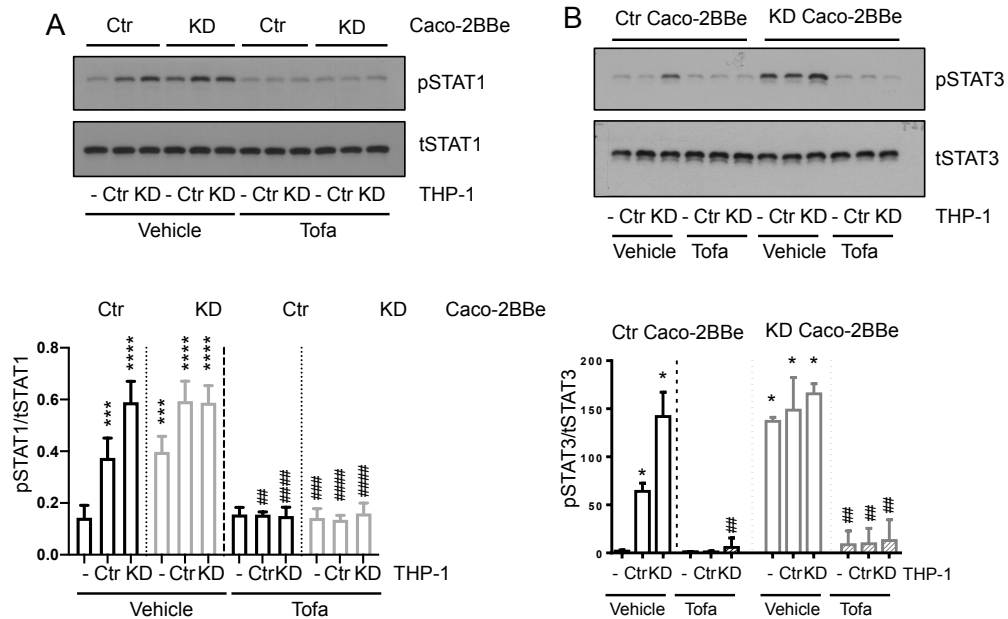 A
Ctr KD Caco-2BBe
pSTAT1
tSTAT1
- Ctr KD - Ctr KD - Ctr KD - Ctr KD THP-1
Vehicle Tofa
B
Ctr Caco-2BBe KD Caco-2BBe
Ctr KD
pSTAT3
tSTAT3
- Ctr KD - Ctr KD - Ctr KD - Ctr KD THP-1
Vehicle Tofa Vehicle Tofa
Ctr KD Ctr KD Caco-2BBe
pSTAT1/tSTAT1
0.8
0.6
0.4
0.2
0.0
*** **** *** **** **** ## #### ### #### ####
- Ctr KD - Ctr KD - CtrKD - Ctr KD THP-1
Vehicle Tofa
Ctr Caco-2BBe KD Caco-2BBe
pSTAT3/tSTAT3
200
150
100
50
0
* * ## * * * ## ## ##
- CtrKD - CtrKD - CtrKD - CtrKD THP-1
Vehicle Tofa Vehicle Tofa